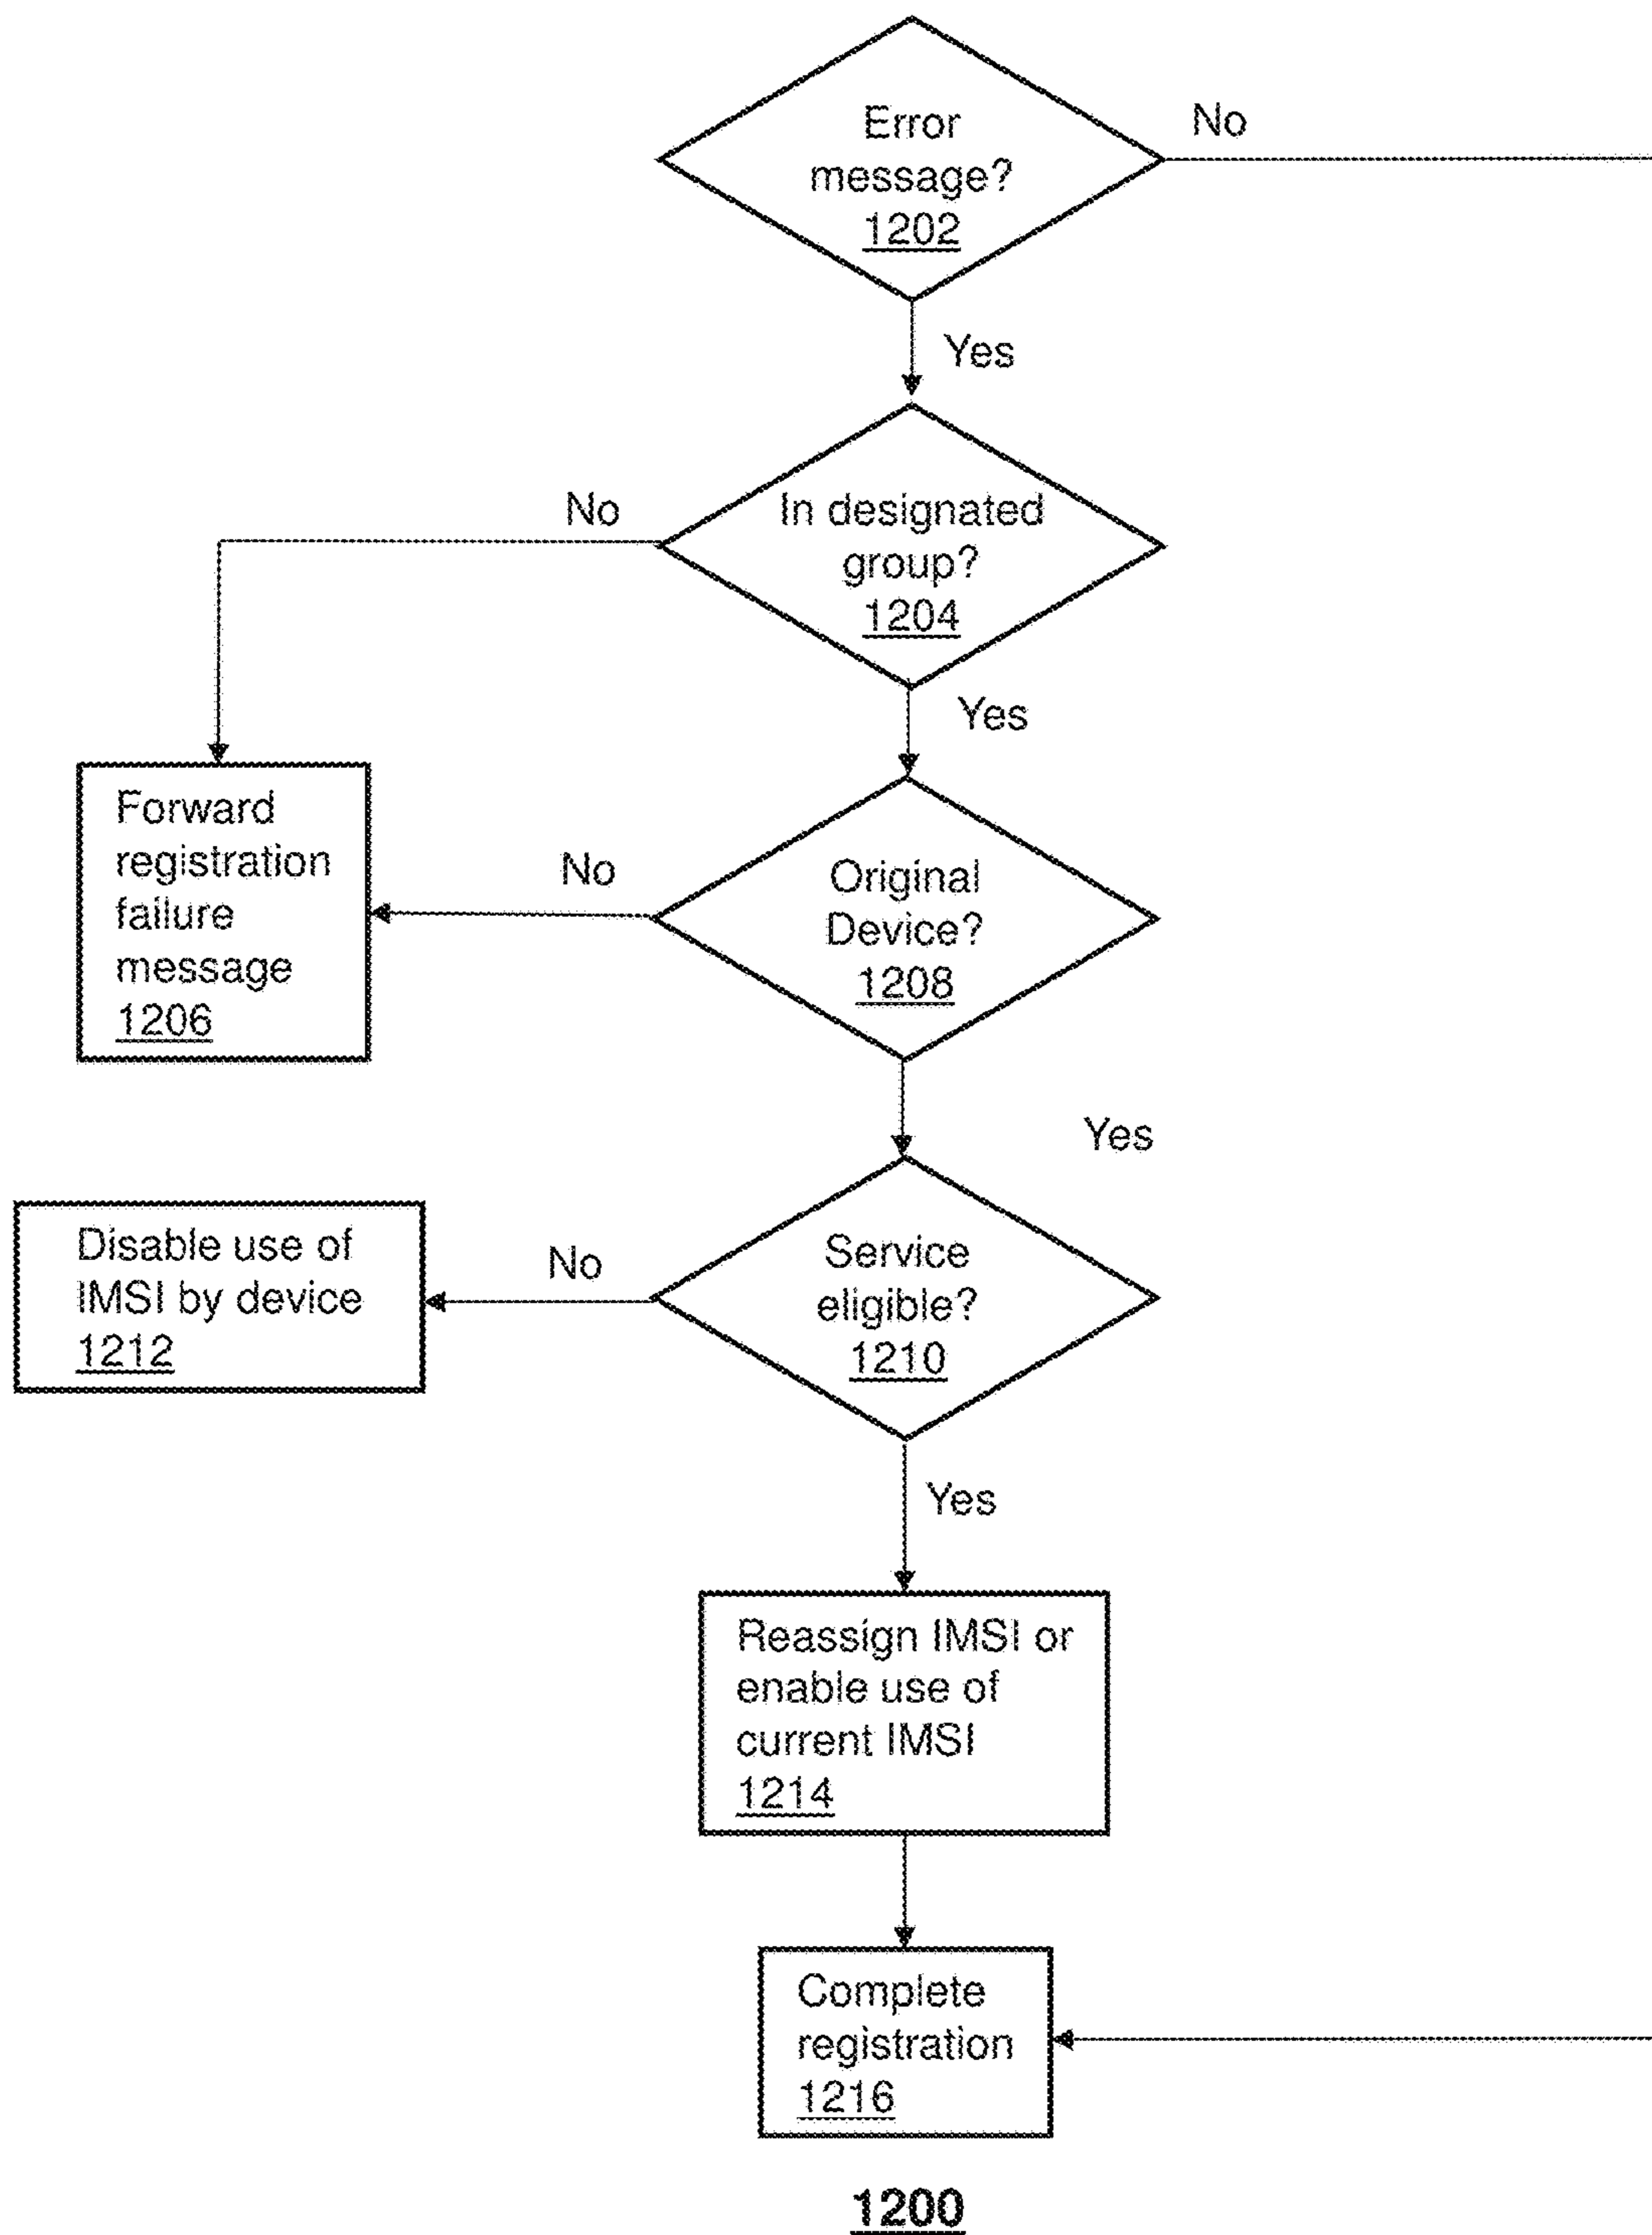 Error
message?
1202
No
Yes
In designated
group?
1204
No
Yes
Forward
registration
failure
message
1206
No
Original
Device?
1208
Yes
Disable use of
IMSI by device
1212
No
Service
eligible?
1210
Yes
Reassign IMSI or
enable use of
current IMSI
1214
Complete
registration
1216
1200